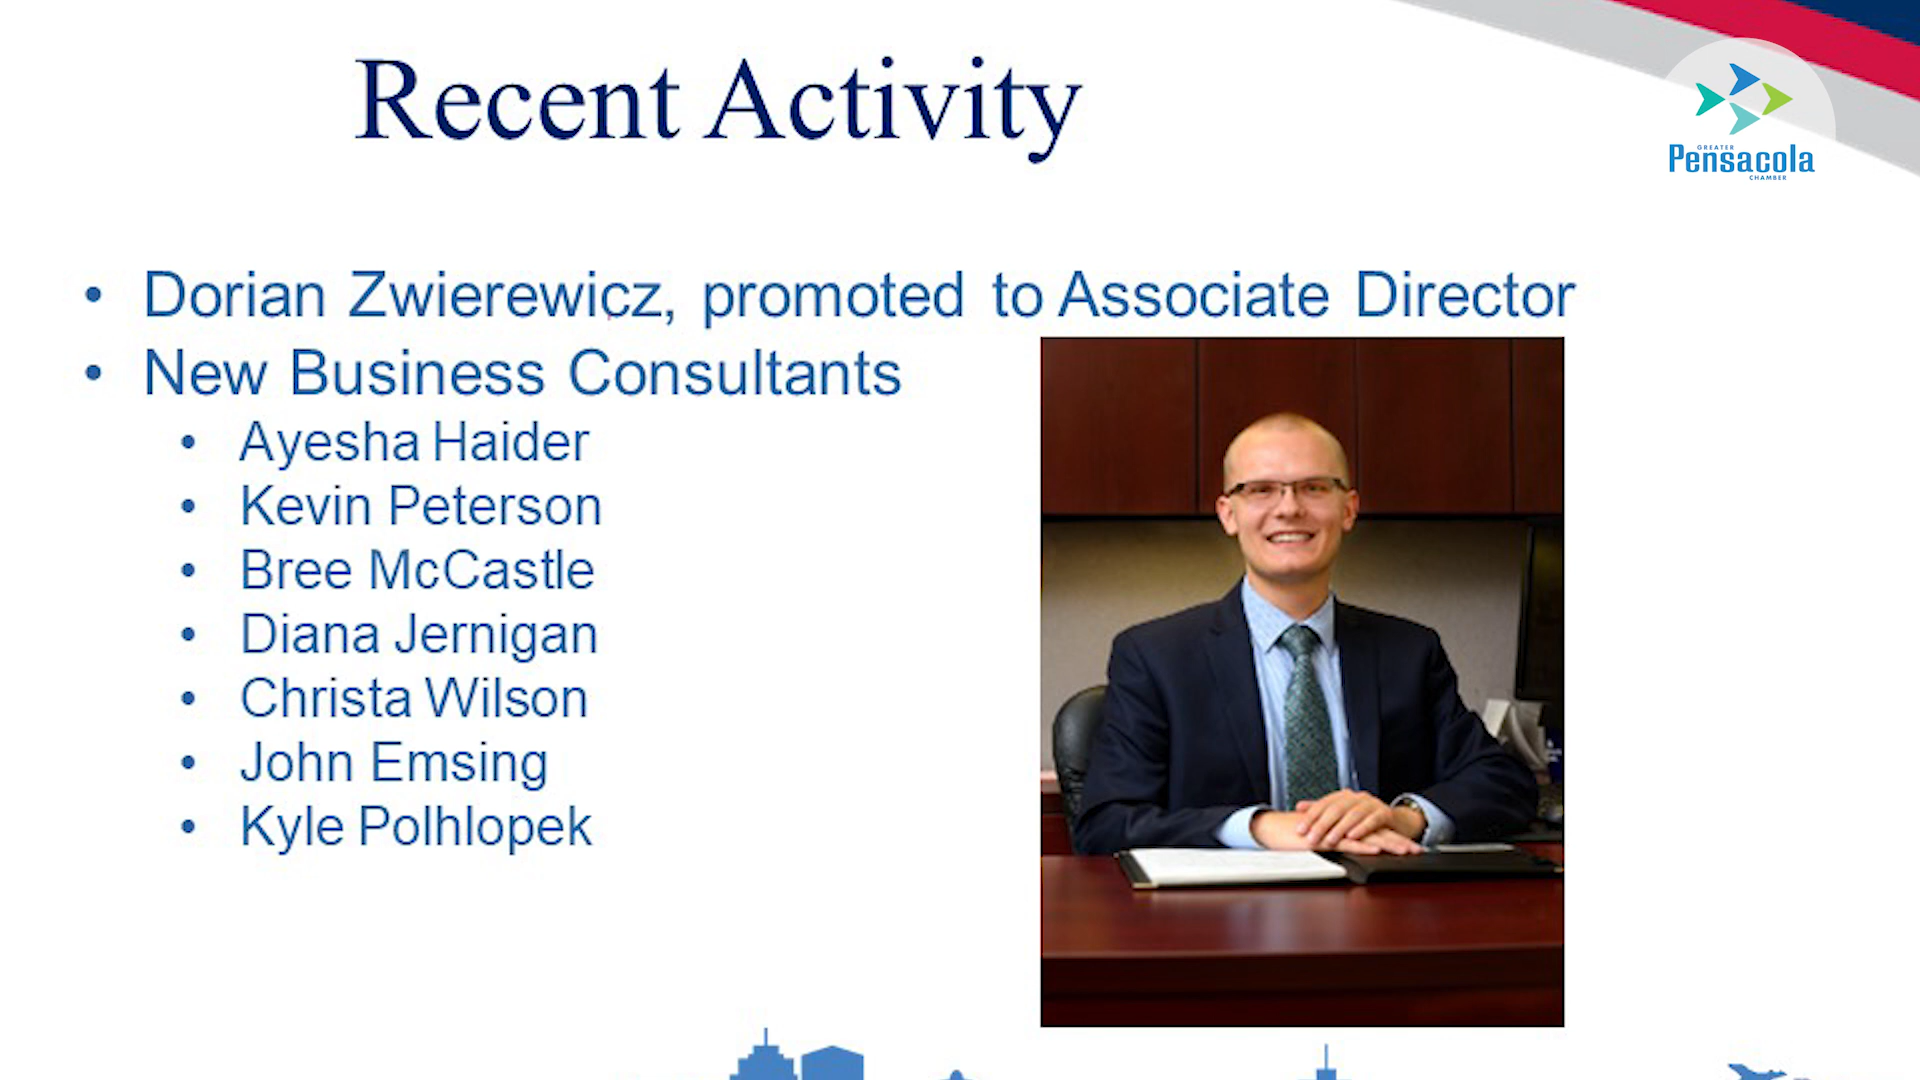 Recent Activity
GREATER
Pensacola
CHAMBER
• Dorian Zwierewicz, promoted to Associate Director
• New Business Consultants
• Ayesha Haider
• Kevin Peterson
• Bree McCastle
• Diana Jernigan
• Christa Wilson
• John Emsing
• Kyle Polhlopek